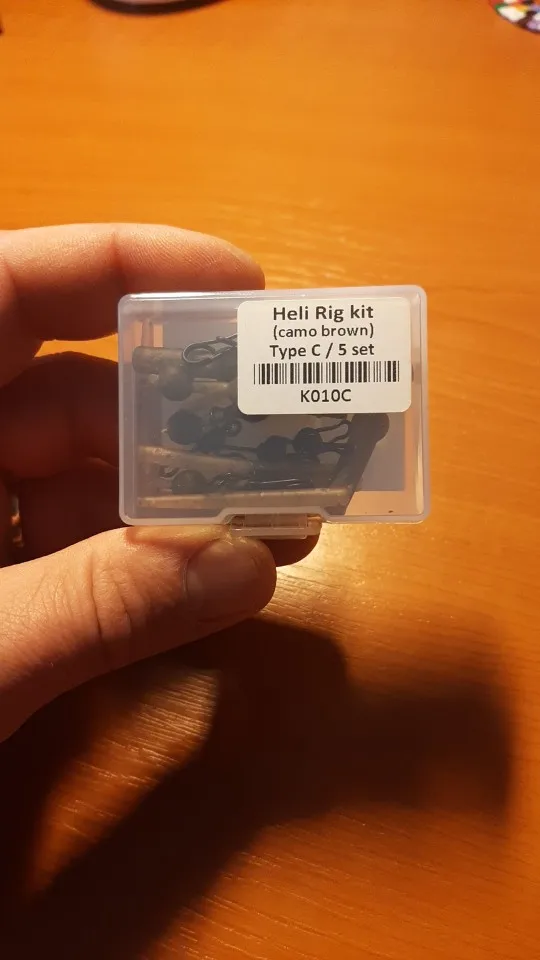 Heli Rig kit
(camo brown)
Type C / 5 set
K010C